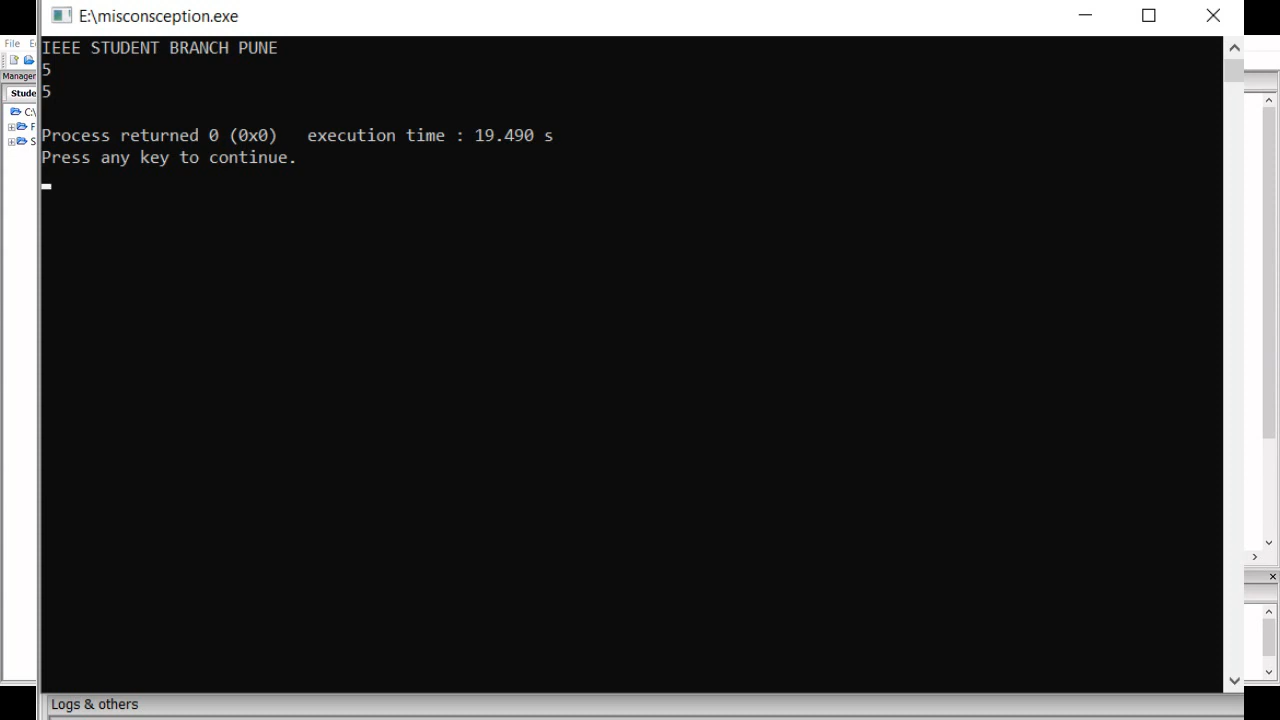 E:\misconsception.exe
File
Manager
Stude
C:\
F
S
IEEE STUDENT BRANCH PUNE
5
5
Process returned 0 (0x0)   execution time : 19.490 s
Press any key to continue.
Logs & others